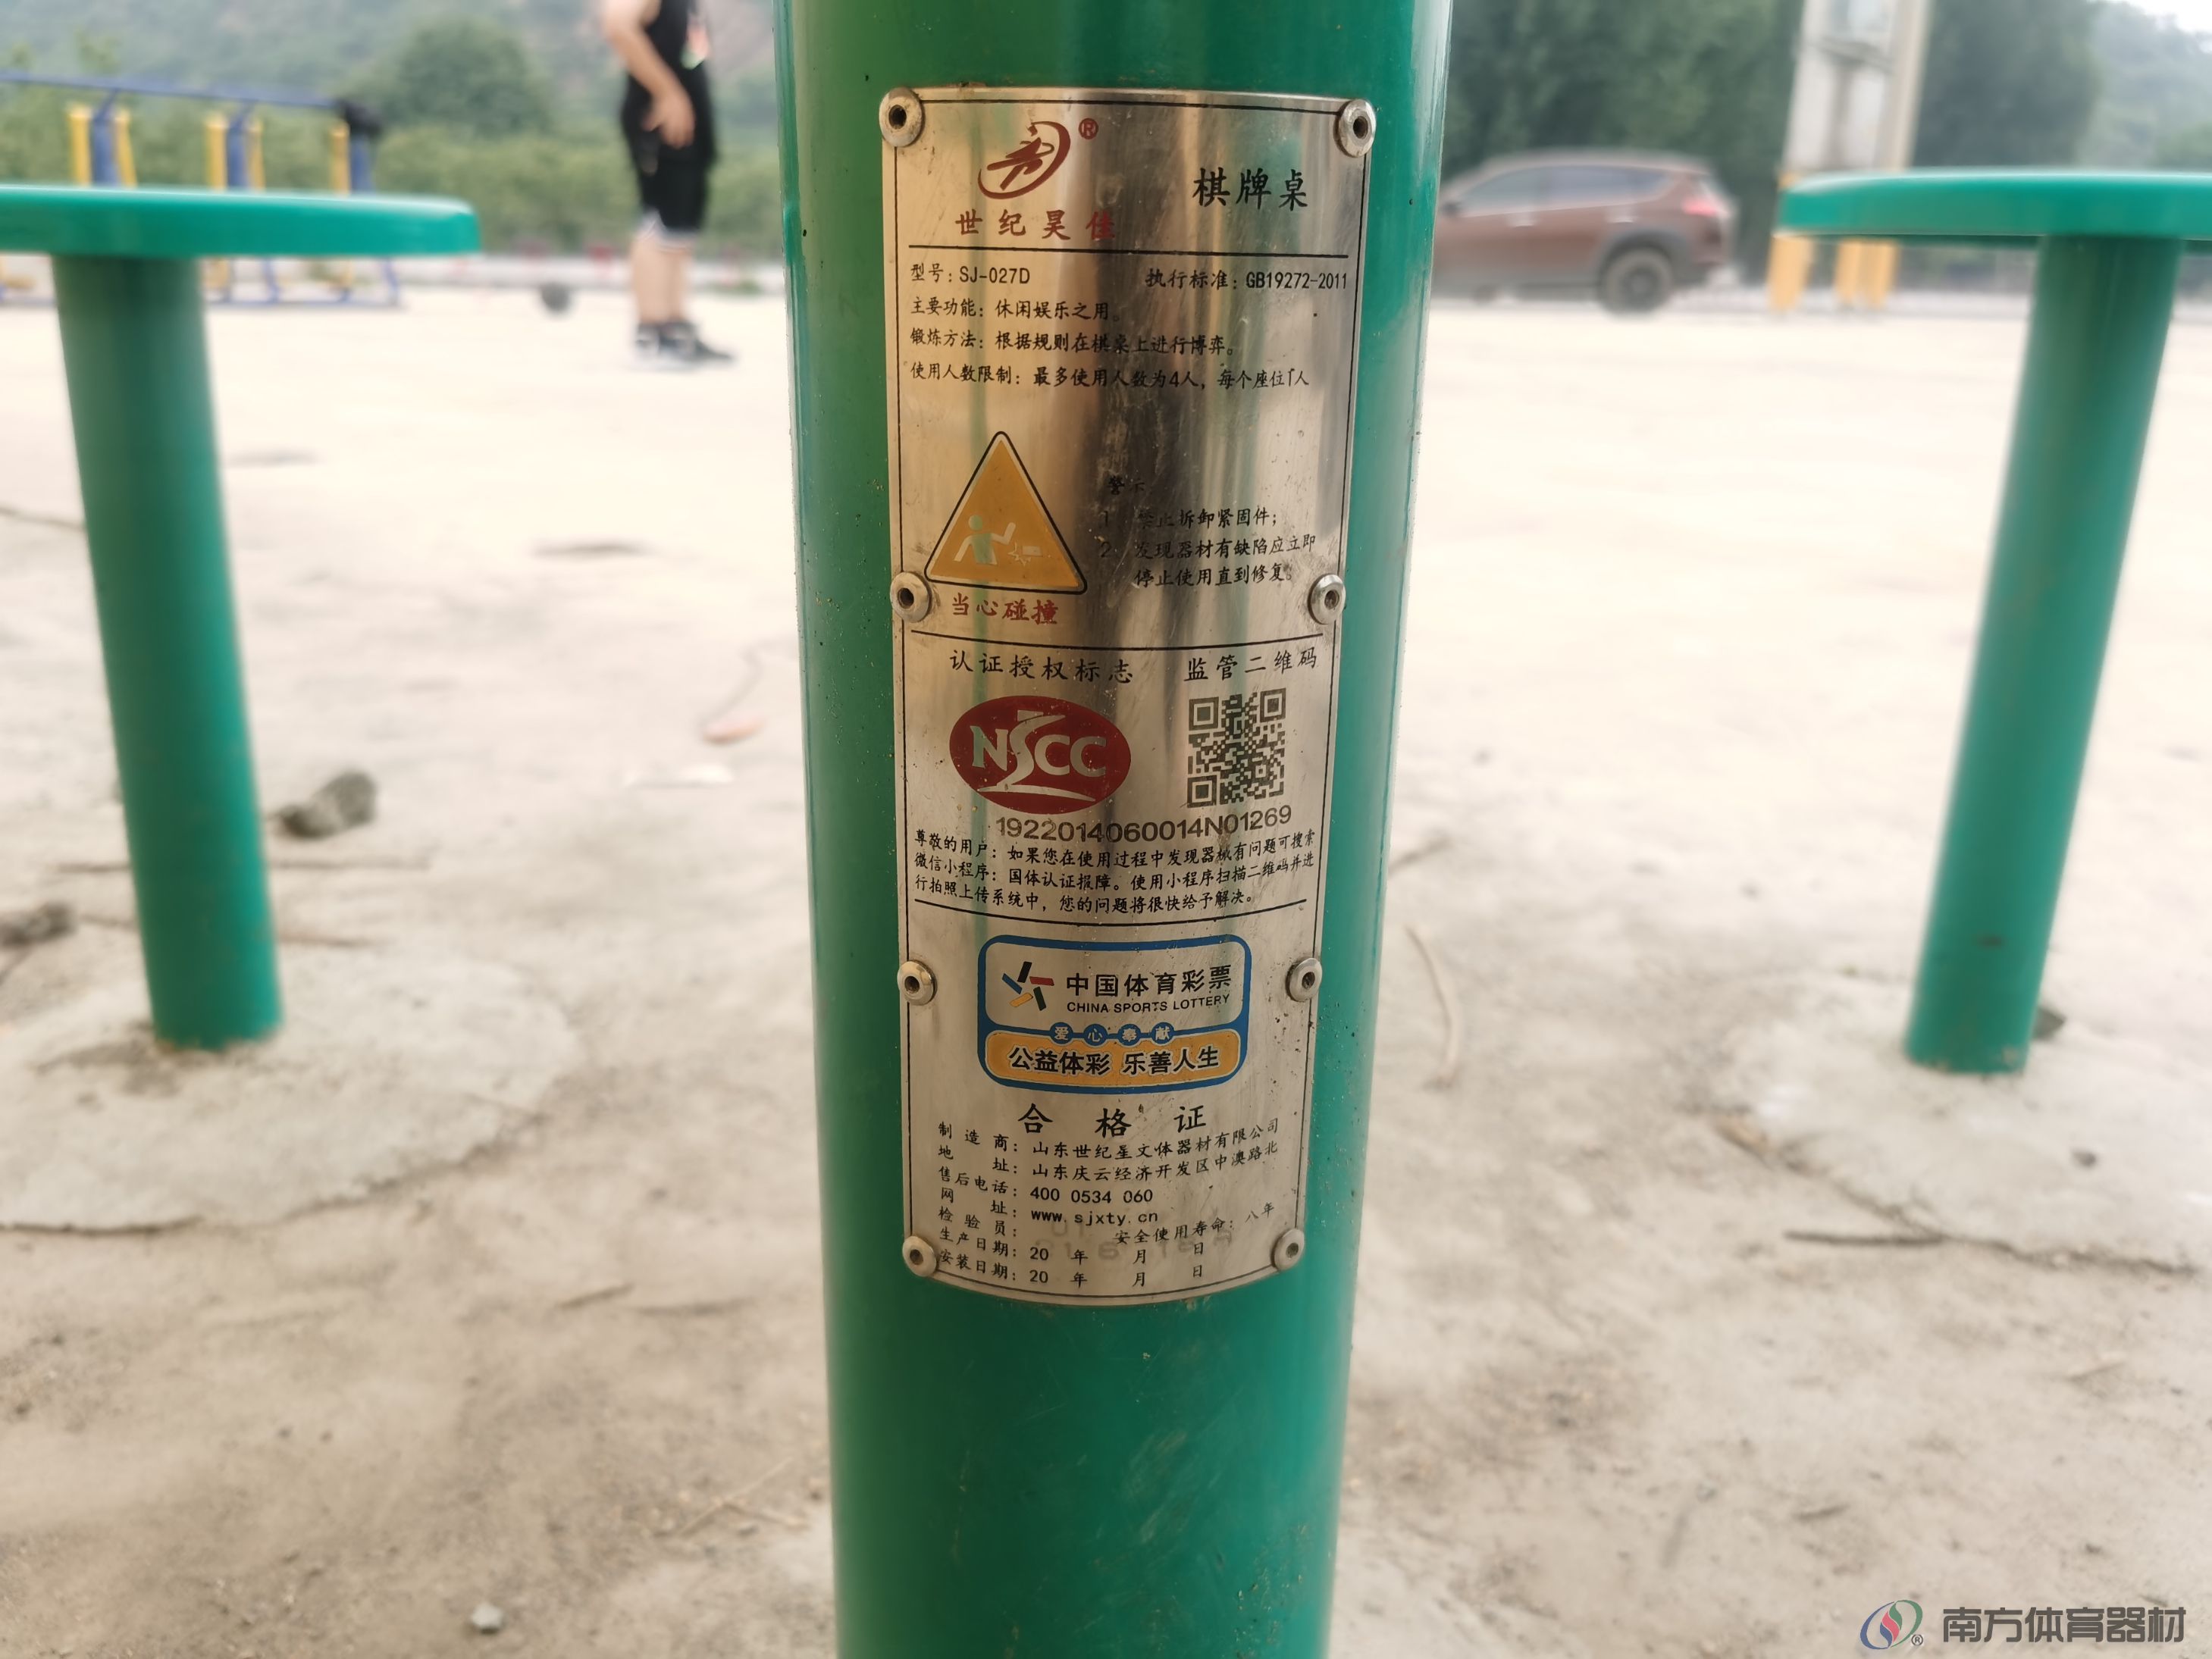 ®
世纪昊佳
棋牌桌
型号：SJ-027D 执行标准：GB19272-2011
主要功能：休闲娱乐之用。
锻炼方法：根据规则在棋桌上进行博弈。
使用人数限制：最多使用人数为4人，每个座位1人
警示
1 禁止拆卸紧固件；
2 发现器材有缺陷应立即
停止使用直到修复。
当心碰撞
认证授权标志 监管二维码
NSCC
1922014060014N01269
尊敬的用户：如果您在使用过程中发现器械有问题可搜索
微信小程序：国体认证报障。使用小程序扫描二维码并进
行拍照上传系统中，您的问题将很快给予解决。
中国体育彩票
CHINA SPORTS LOTTERY
爱心奉献
公益体彩 乐善人生
合格证
制造商：山东世纪星文体器材有限公司
地址：山东庆云经济开发区中澳路北
售后电话：400 0534 060
网址：www.sjxty.cn
检验员： 安全使用寿命：八年
生产日期：20 年 月 日
安装日期：20 年 月 日
南方体育器材